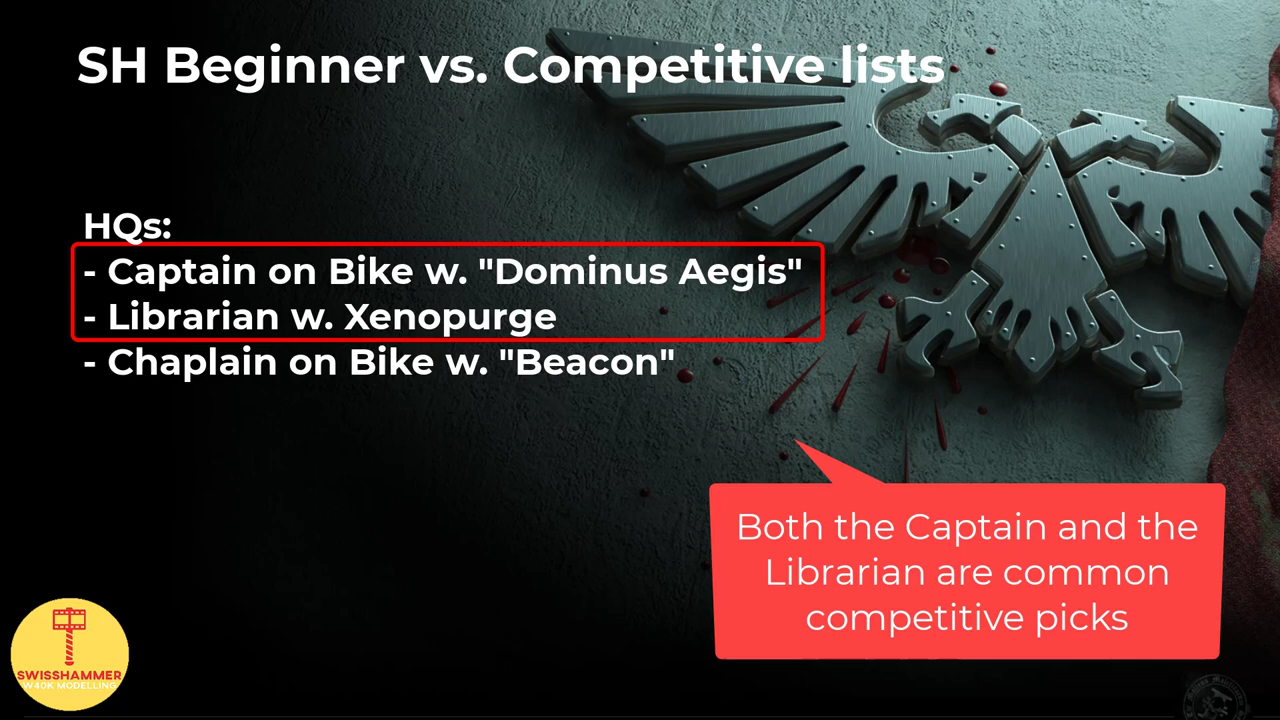 SH Beginner vs. Competitive lists
HQs:
- Captain on Bike w. "Dominus Aegis"
- Librarian w. Xenopurge
- Chaplain on Bike w. "Beacon"
Both the Captain and the
Librarian are common
competitive picks
SWISSHAMMER
W40K MODELLING